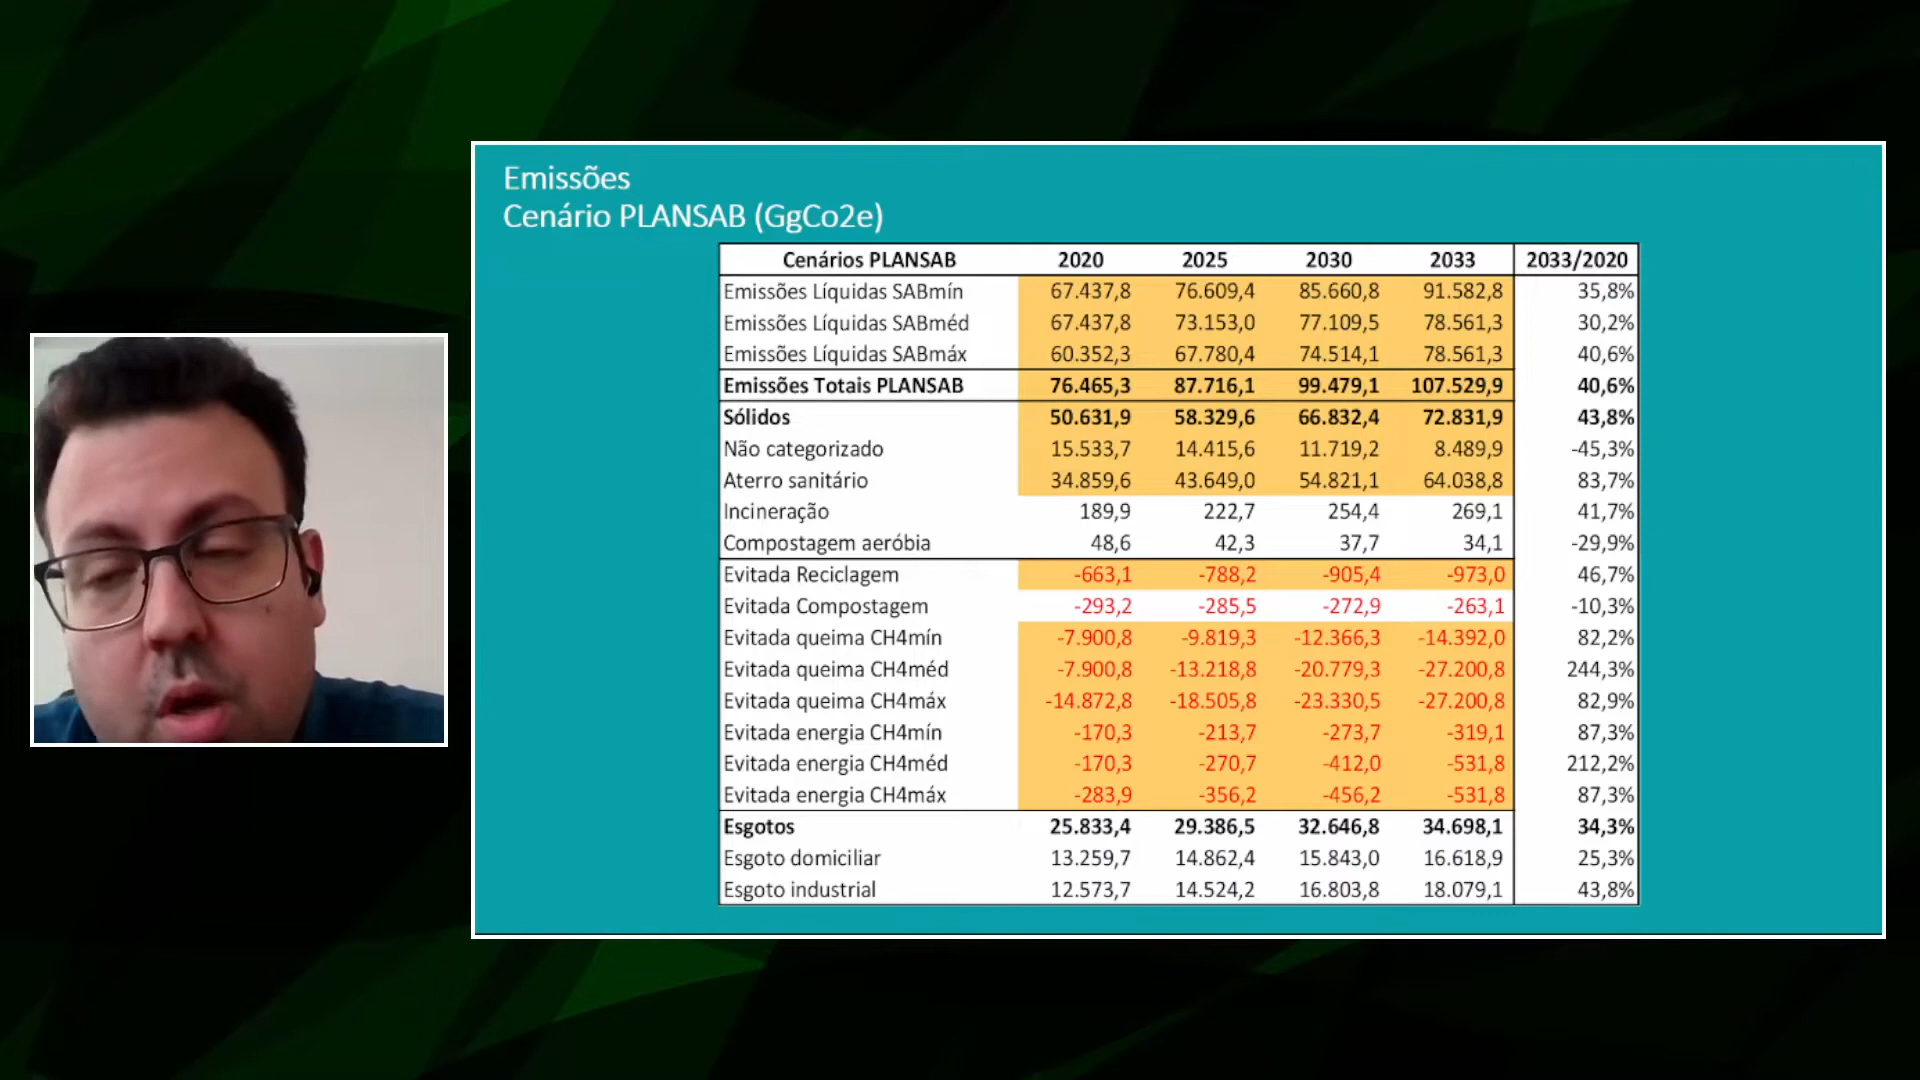 Emissões
Cenário PLANSAB (GgCo2e)
Cenários PLANSAB 2020 2025 2030 2033 2033/2020
Emissões Líquidas SABmín 67.437,8 76.609,4 85.660,8 91.582,8 35,8%
Emissões Líquidas SABméd 67.437,8 73.153,0 77.109,5 78.561,3 30,2%
Emissões Líquidas SABmáx 60.352,3 67.780,4 74.514,1 78.561,3 40,6%
Emissões Totais PLANSAB 76.465,3 87.716,1 99.479,1 107.529,9 40,6%
Sólidos 50.631,9 58.329,6 66.832,4 72.831,9 43,8%
Não categorizado 15.533,7 14.415,6 11.719,2 8.489,9 -45,3%
Aterro sanitário 34.859,6 43.649,0 54.821,1 64.038,8 83,7%
Incineração 189,9 222,7 254,4 269,1 41,7%
Compostagem aeróbia 48,6 42,3 37,7 34,1 -29,9%
Evitada Reciclagem -663,1 -788,2 -905,4 -973,0 46,7%
Evitada Compostagem -293,2 -285,5 -272,9 -263,1 -10,3%
Evitada queima CH4mín -7.900,8 -9.819,3 -12.366,3 -14.392,0 82,2%
Evitada queima CH4méd -7.900,8 -13.218,8 -20.779,3 -27.200,8 244,3%
Evitada queima CH4máx -14.872,8 -18.505,8 -23.330,5 -27.200,8 82,9%
Evitada energia CH4mín -170,3 -213,7 -273,7 -319,1 87,3%
Evitada energia CH4méd -170,3 -270,7 -412,0 -531,8 212,2%
Evitada energia CH4máx -283,9 -356,2 -456,2 -531,8 87,3%
Esgotos 25.833,4 29.386,5 32.646,8 34.698,1 34,3%
Esgoto domiciliar 13.259,7 14.862,4 15.843,0 16.618,9 25,3%
Esgoto industrial 12.573,7 14.524,2 16.803,8 18.079,1 43,8%